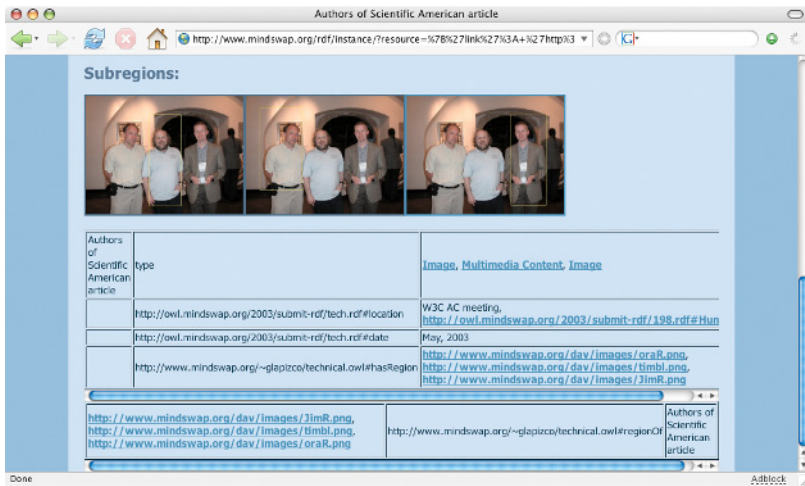 Authors of Scientific American article
http://www.mindswap.org/rdf/instance/?resource=%7B%27link%27%3A+%27http%3
Subregions:
Authors
of
Scientific
American
article
type
Image, Multimedia Content, Image
http://owl.mindswap.org/2003/submit-rdf/tech.rdf#location
W3C AC meeting,
http://owl.mindswap.org/2003/submit-rdf/198.rdf#Hun
http://owl.mindswap.org/2003/submit-rdf/tech.rdf#date
May, 2003
http://www.mindswap.org/~glapizco/technical.owl#hasRegion
http://www.mindswap.org/dav/images/oraR.png,
http://www.mindswap.org/dav/images/timbl.png,
http://www.mindswap.org/dav/images/JimR.png
http://www.mindswap.org/dav/images/JimR.png,
http://www.mindswap.org/dav/images/timbl.png,
http://www.mindswap.org/dav/images/oraR.png
http://www.mindswap.org/~glapizco/technical.owl#regionOf
Authors of
Scientific
American
article
Done
Adblock